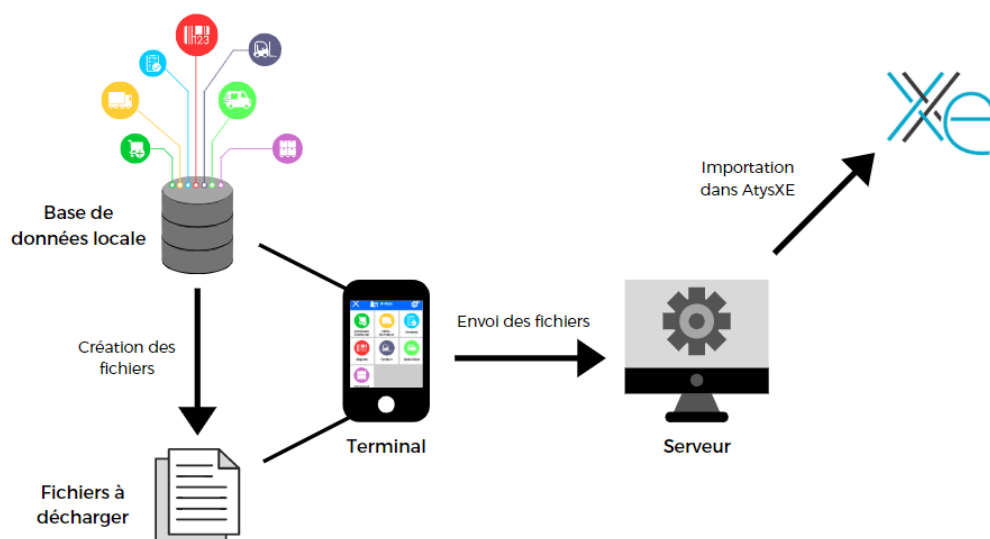 123
Base de
données locale
Création des
fichiers
Fichiers à
décharger
Terminal
Envoi des fichiers
Serveur
Importation
dans AtysXE
Xe